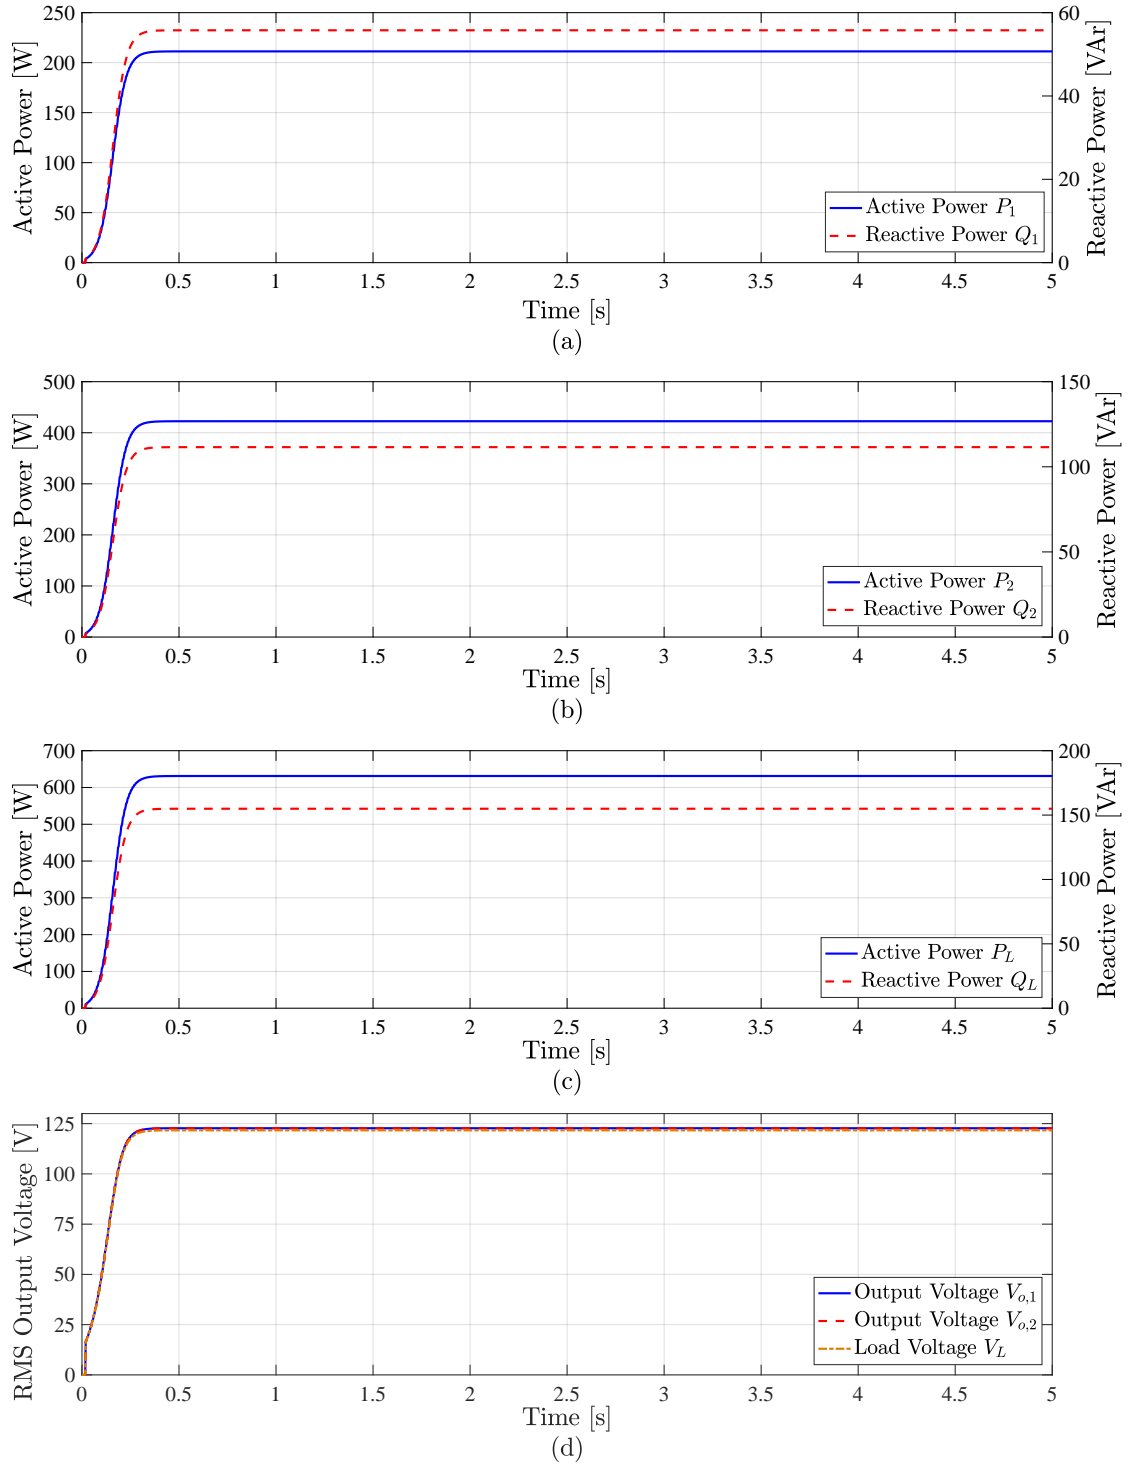 250
200
150
100
50
0
Active Power [W]
60
40
20
0
Reactive Power [VAr]
Active Power P1
Reactive Power Q1
0 0.5 1 1.5 2 2.5 3 3.5 4 4.5 5
Time [s]
(a)
500
400
300
200
100
0
Active Power [W]
150
100
50
0
Reactive Power [VAr]
Active Power P2
Reactive Power Q2
0 0.5 1 1.5 2 2.5 3 3.5 4 4.5 5
Time [s]
(b)
700
600
500
400
300
200
100
0
Active Power [W]
200
150
100
50
0
Reactive Power [VAr]
Active Power PL
Reactive Power QL
0 0.5 1 1.5 2 2.5 3 3.5 4 4.5 5
Time [s]
(c)
125
100
75
50
25
0
RMS Output Voltage [V]
Output Voltage Vo,1
Output Voltage Vo,2
Load Voltage VL
0 0.5 1 1.5 2 2.5 3 3.5 4 4.5 5
Time [s]
(d)